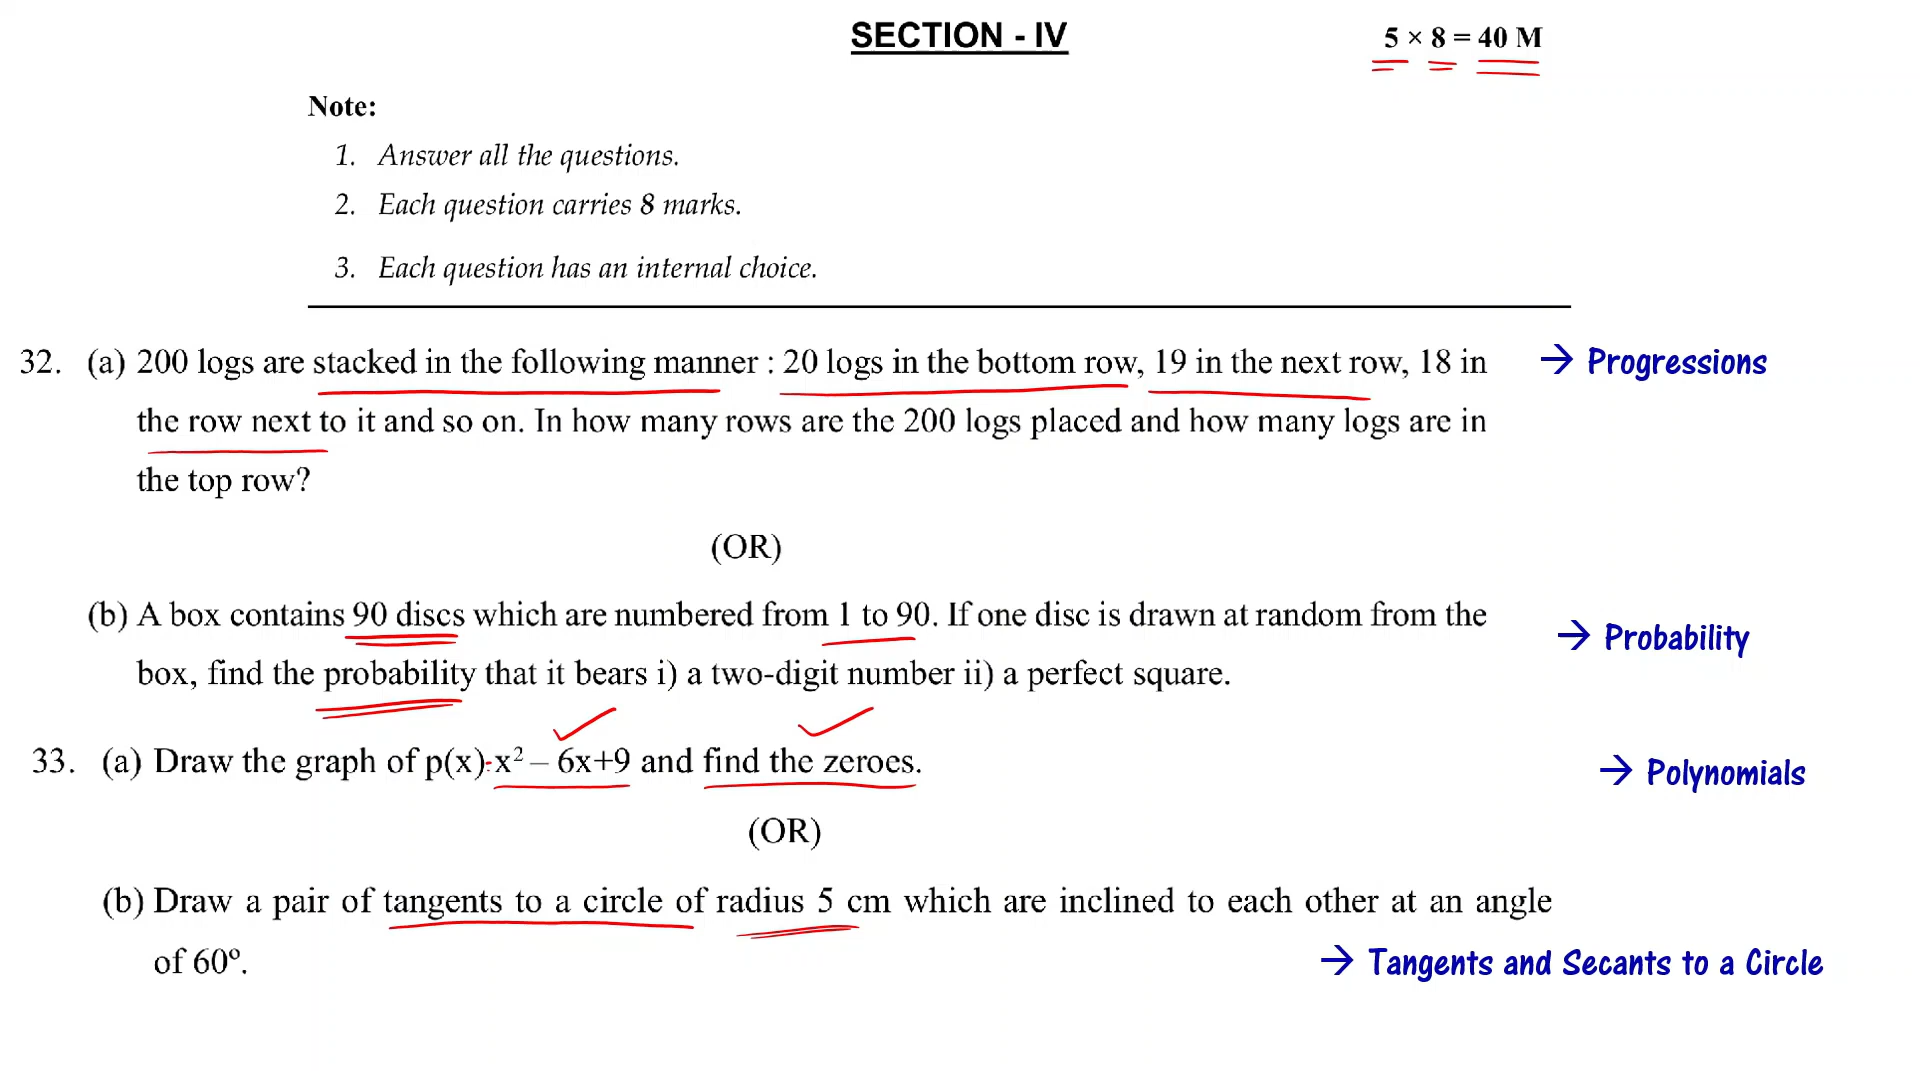 SECTION - IV
5 × 8 = 40 M
Note:
1. Answer all the questions.
2. Each question carries 8 marks.
3. Each question has an internal choice.
32. (a) 200 logs are stacked in the following manner : 20 logs in the bottom row, 19 in the next row, 18 in
→ Progressions
the row next to it and so on. In how many rows are the 200 logs placed and how many logs are in
the top row?
(OR)
(b) A box contains 90 discs which are numbered from 1 to 90. If one disc is drawn at random from the
→ Probability
box, find the probability that it bears i) a two-digit number ii) a perfect square.
33. (a) Draw the graph of p(x)=x² – 6x+9 and find the zeroes.
→ Polynomials
(OR)
(b) Draw a pair of tangents to a circle of radius 5 cm which are inclined to each other at an angle
of 60º.
→ Tangents and Secants to a Circle